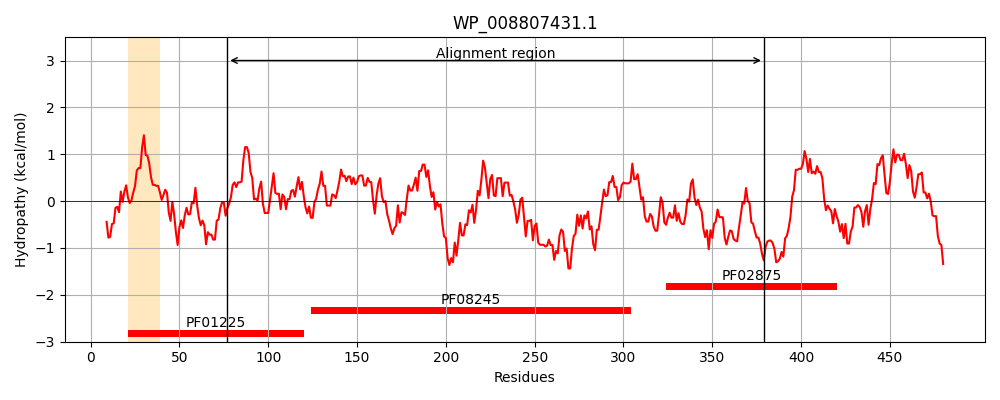 WP_008807431.1
Alignment region
Hydropathy (kcal/mol)
3
2
1
0
−1
−2
−3
PF02875
PF08245
PF01225
0 50 100 150 200 250 300 350 400 450
Residues